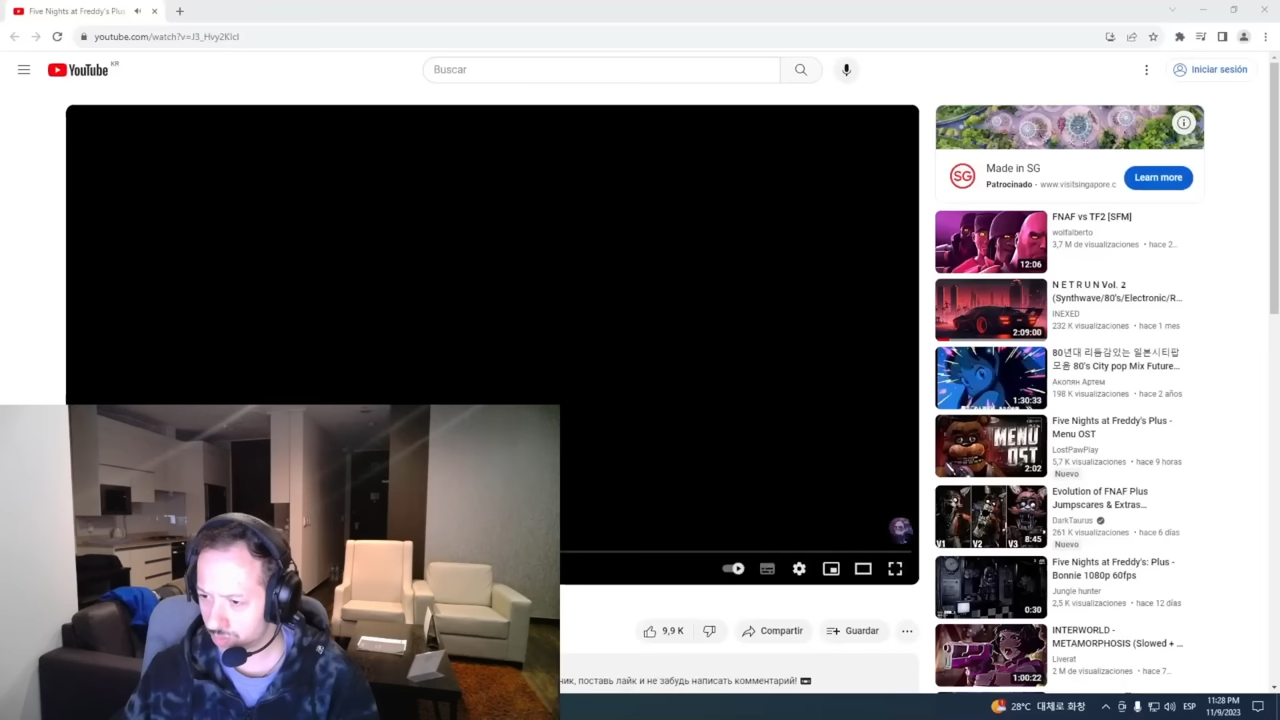 Five Nights at Freddy's Plus
youtube.com/watch?v=J3_Hvy2KIcI
YouTube KR
Buscar
Iniciar sesión
SG
Made in SG
Patrocinado · www.visitsingapore.c
Learn more
12:06
FNAF vs TF2 [SFM]
wolfalberto
3,7 M de visualizaciones • hace 2...
2:09:00
N E T R U N Vol. 2
(Synthwave/80's/Electronic/R...
INEXED
232 K visualizaciones • hace 1 mes
1:30:33
80년대 리듬감있는 일본시티팝
모음 80's City pop Mix Future...
Акопян Артем
198 K visualizaciones • hace 2 años
MENU
OST
2:02
Five Nights at Freddy's Plus -
Menu OST
LostPawPlay
5,7 K visualizaciones • hace 9 horas
Nuevo
V1 V2 V3 8:45
Evolution of FNAF Plus
Jumpscares & Extras...
DarkTaurus
261 K visualizaciones • hace 6 días
Nuevo
0:30
Five Nights at Freddy's: Plus -
Bonnie 1080p 60fps
Jungle hunter
2,5 K visualizaciones • hace 12 días
1:00:22
INTERWORLD -
METAMORPHOSIS (Slowed + ...
Liverat
2 M de visualizaciones • hace 7...
9,9 K
Compartir
Guardar
ник, поставь лайк и не забудь написать комментарий!
28°C 대체로 화창
ESP
11:28 PM
11/9/2023